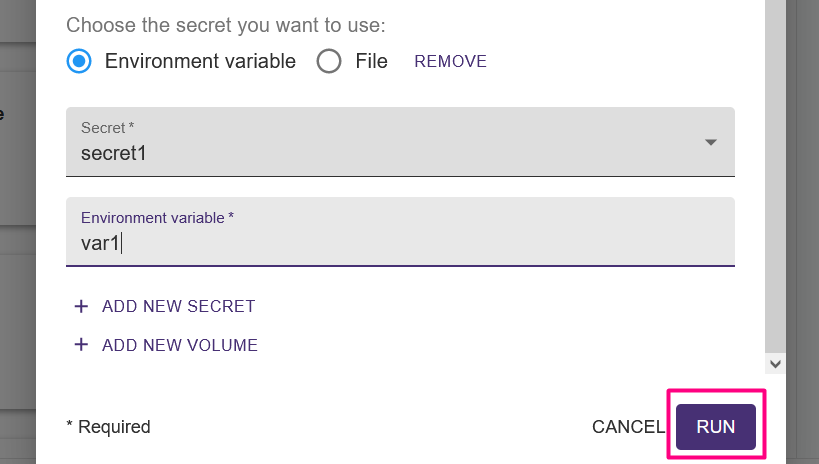 Choose the secret you want to use:
Environment variable File REMOVE
Secret *
secret1
Environment variable *
var1
+ ADD NEW SECRET
+ ADD NEW VOLUME
* Required CANCEL RUN